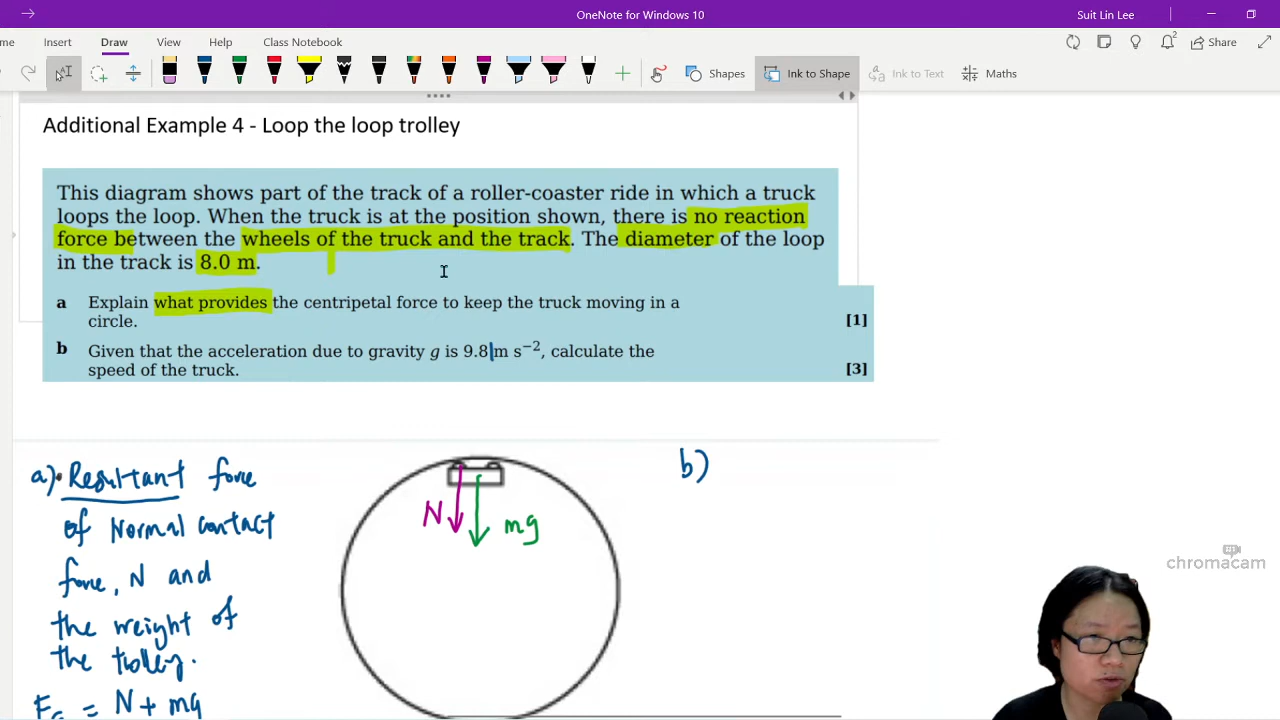 OneNote for Windows 10
Suit Lin Lee
me Insert Draw View Help Class Notebook
Share
Shapes Ink to Shape Ink to Text Maths
Additional Example 4 - Loop the loop trolley
This diagram shows part of the track of a roller-coaster ride in which a truck
loops the loop. When the truck is at the position shown, there is no reaction
force between the wheels of the truck and the track. The diameter of the loop
in the track is 8.0 m.
a Explain what provides the centripetal force to keep the truck moving in a
circle. [1]
b Given that the acceleration due to gravity g is 9.81m s⁻², calculate the
speed of the truck. [3]
a) Resultant force
of Normal contact
force, N and
the weight of
the trolley.
N + mg
N mg
b)
chromacam